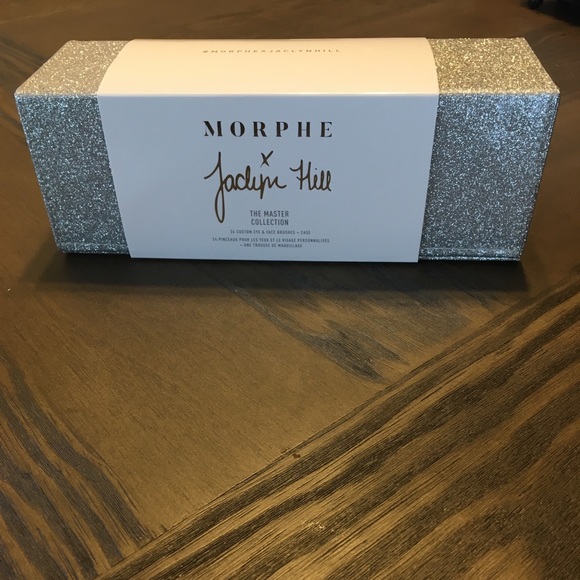 #MORPHEXJACLYNHILL
MORPHE
X
Jaclyn Hill
THE MASTER
COLLECTION
34 CUSTOM EYE & FACE BRUSHES + CASE
34 PINCEAUX POUR LES YEUX ET LE VISAGE PERSONNALISÉS
+ UNE TROUSSE DE MAQUILLAGE